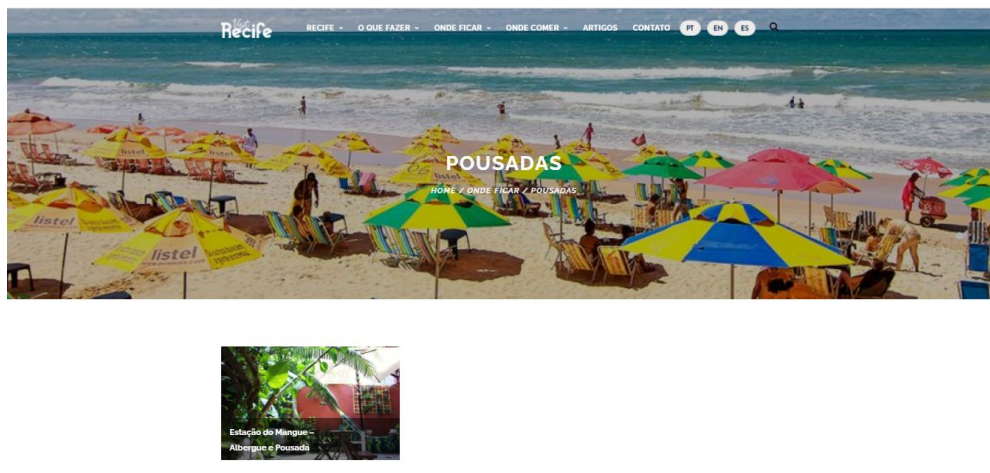 Visit
Recife
RECIFE O QUE FAZER ONDE FICAR ONDE COMER ARTIGOS CONTATO PT EN ES
POUSADAS
HOME / ONDE FICAR / POUSADAS
listel
listel
listel
listel
Estação do Mangue –
Albergue e Pousada